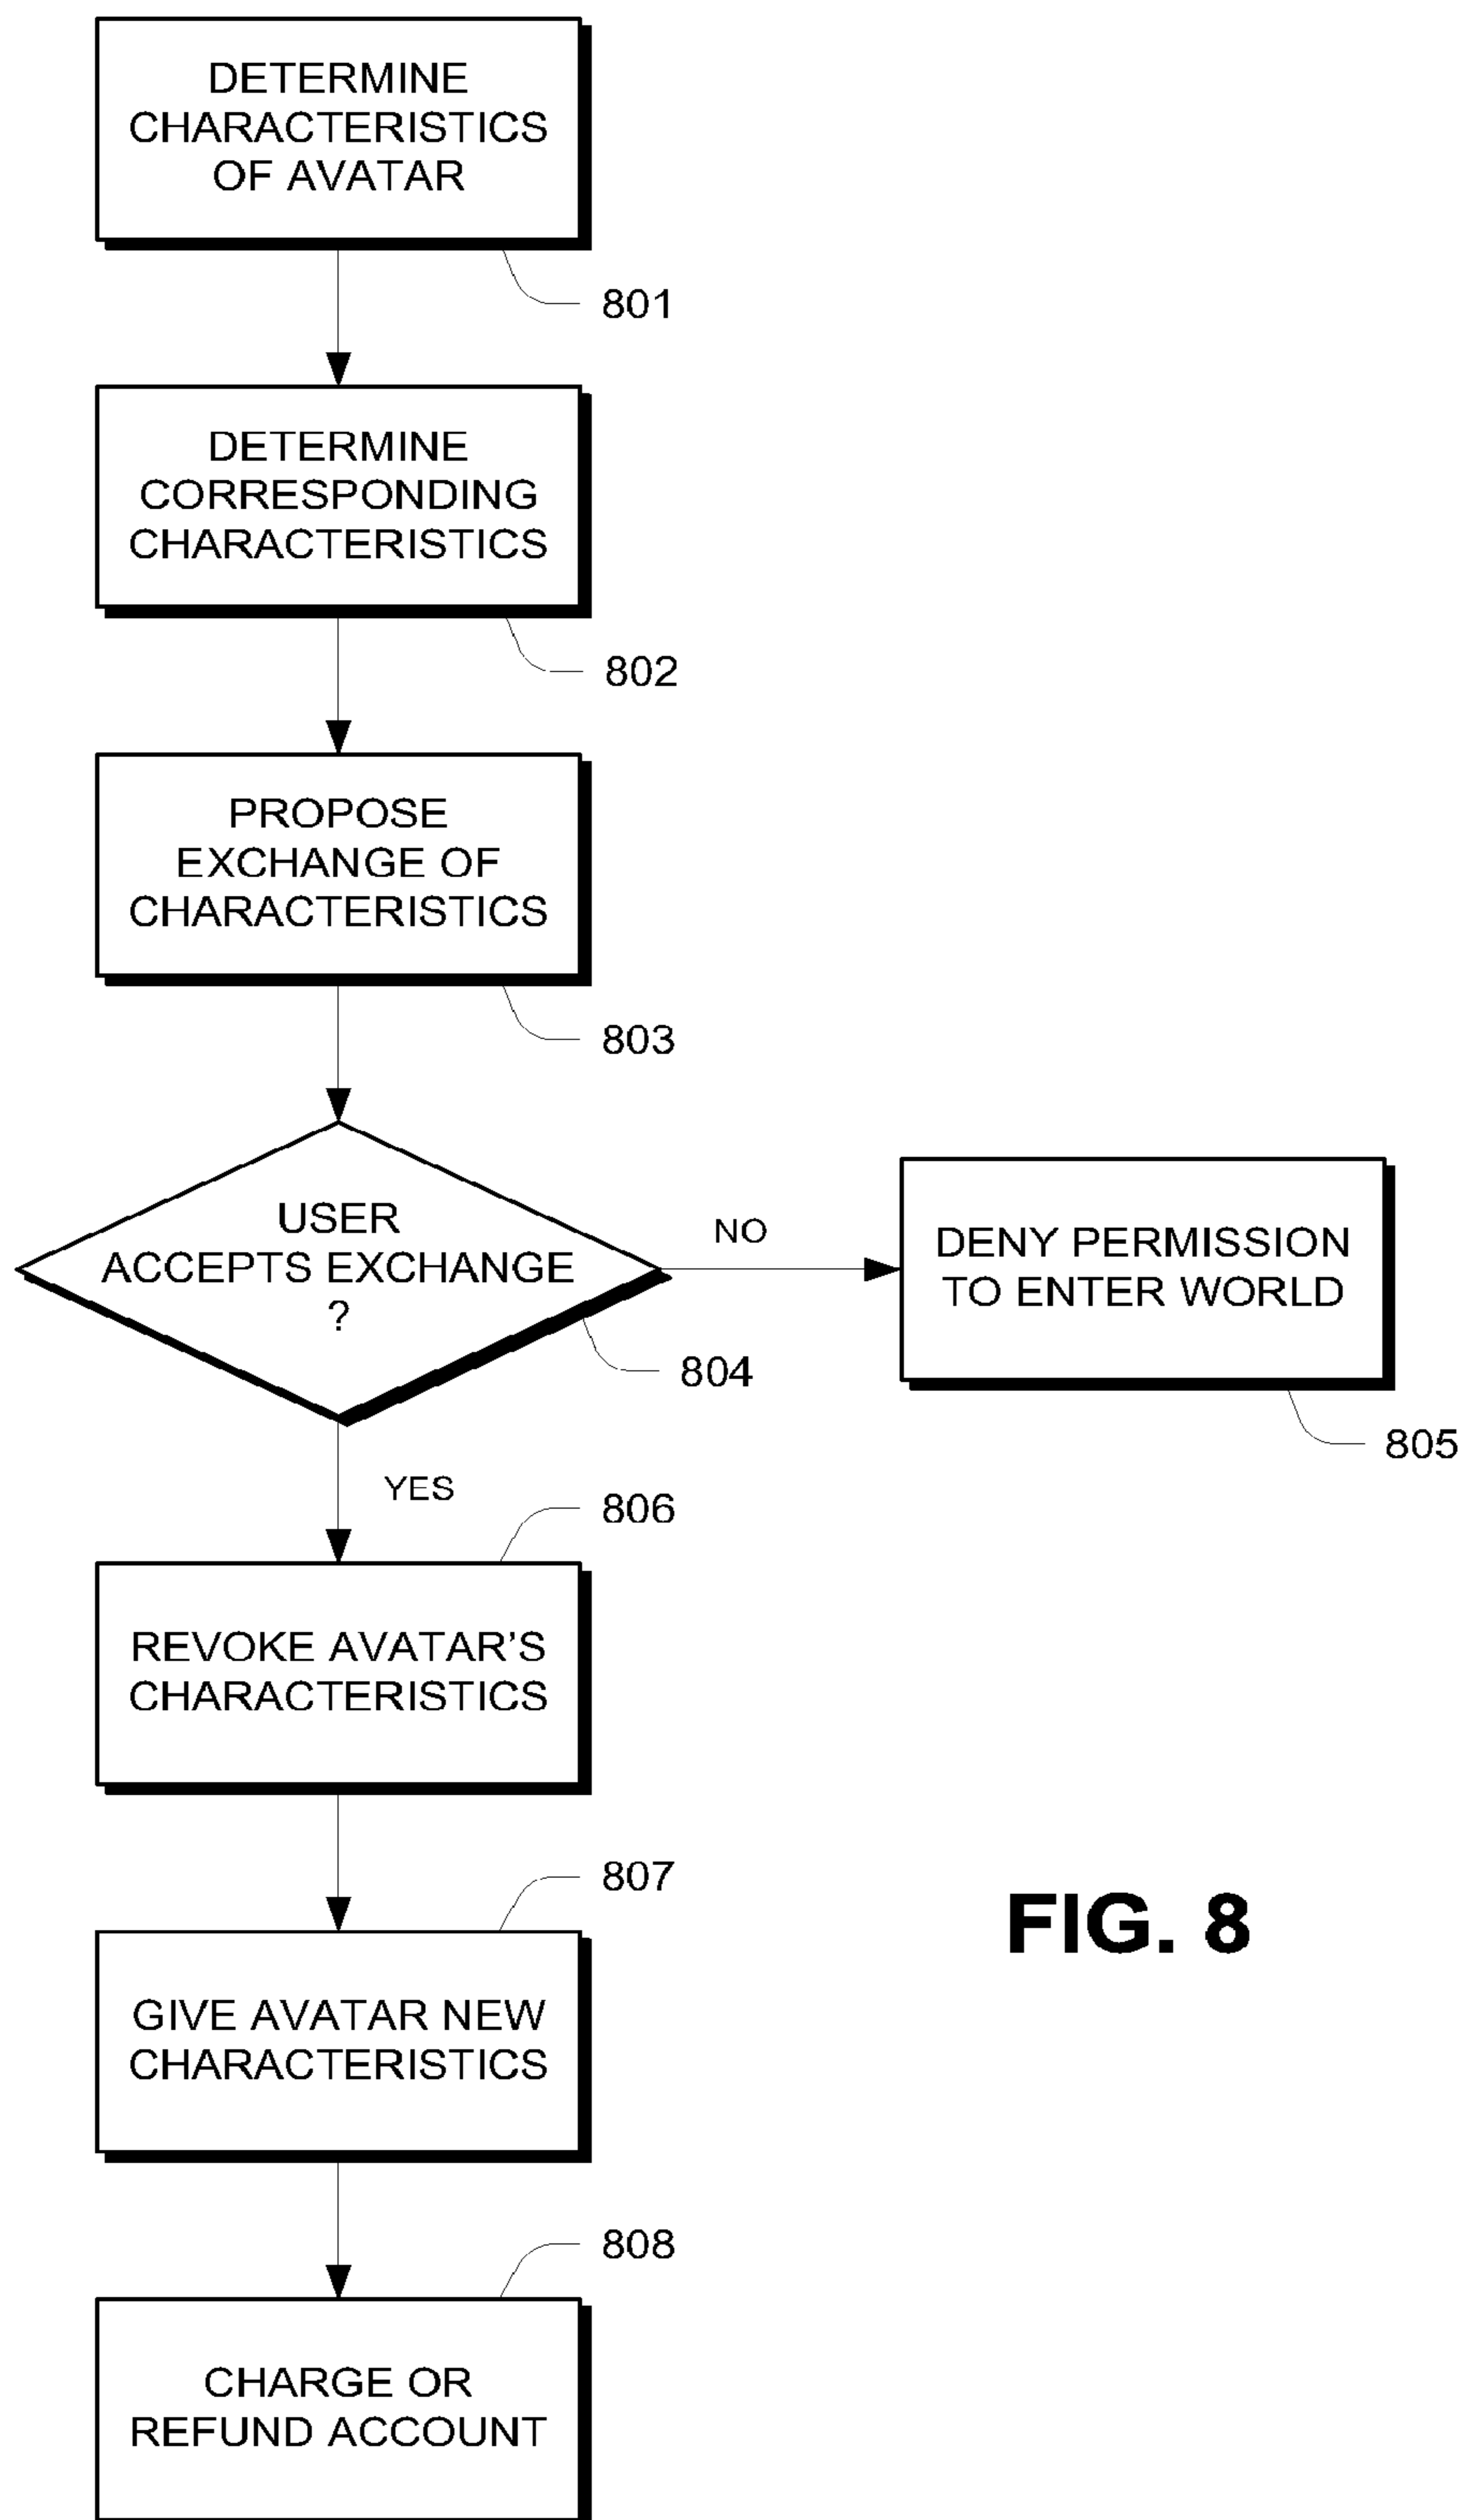 DETERMINE
CHARACTERISTICS
OF AVATAR
801
DETERMINE
CORRESPONDING
CHARACTERISTICS
802
PROPOSE
EXCHANGE OF
CHARACTERISTICS
803
USER
ACCEPTS EXCHANGE
?
804
NO
DENY PERMISSION
TO ENTER WORLD
805
YES
806
REVOKE AVATAR’S
CHARACTERISTICS
807
GIVE AVATAR NEW
CHARACTERISTICS
FIG. 8
808
CHARGE OR
REFUND ACCOUNT